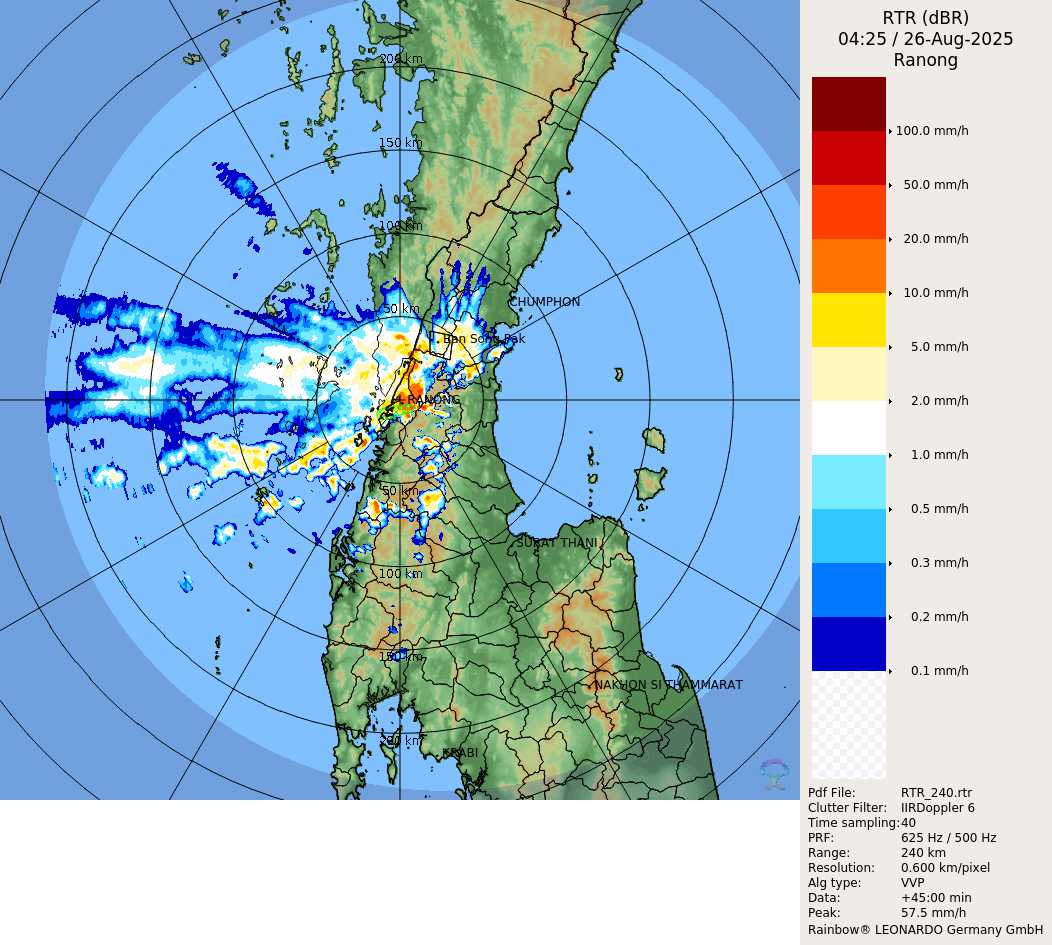 RTR (dBR)
04:25 / 26-Aug-2025
Ranong
100.0 mm/h
50.0 mm/h
20.0 mm/h
10.0 mm/h
5.0 mm/h
2.0 mm/h
1.0 mm/h
0.5 mm/h
0.3 mm/h
0.2 mm/h
0.1 mm/h
Pdf File: RTR_240.rtr
Clutter Filter: IIRDoppler 6
Time sampling: 40
PRF: 625 Hz / 500 Hz
Range: 240 km
Resolution: 0.600 km/pixel
Alg type: VVP
Data: +45:00 min
Peak: 57.5 mm/h
Rainbow® LEONARDO Germany GmbH
200 km
150 km
100 km
CHUMPHON
50 km
Ban Song Pak
RANONG
50 km
SURAT THANI
100 km
150 km
NAKHON SI THAMMARAT
200 km
KRABI